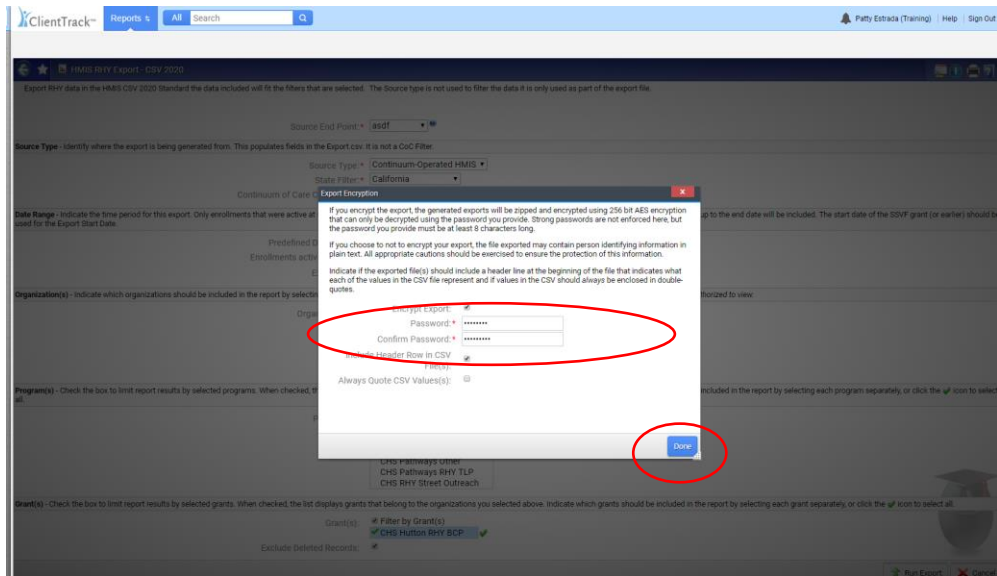 ClientTrack™
Reports
All
Search
Patty Estrada (Training)
Help
Sign Out
HMIS RHY Export - CSV 2020
Export RHY data in the HMIS CSV 2020 Standard the data included will fit the filters that are selected. The Source type is not used to filter the data it is only used as part of the export file.
Source End Point:* asdf
Source Type - Identify where the export is being generated from. This populates fields in the Export.csv. It is not a CoC Filter.
Source Type:* Continuum-Operated HMIS
State Filter:* California
Continuum of Care C
Date Range - Indicate the time period for this export. Only enrollments that were active at
up to the end date will be included. The start date of the SSVF grant (or earlier) should be
used for the Export Start Date.
Predefined D
Enrollments activ
E
Organization(s) - Indicate which organizations should be included in the report by selectin
thorized to view.
Orga
Program(s) - Check the box to limit report results by selected programs. When checked, th
included in the report by selecting each program separately, or click the icon to select
all.
P
Export Encryption
If you encrypt the export, the generated exports will be zipped and encrypted using 256 bit AES encryption
that can only be decrypted using the password you provide. Strong passwords are not enforced here, but
the password you provide must be at least 8 characters long.
If you choose to not to encrypt your export, the file exported may contain person identifying information in
plain text. All appropriate cautions should be exercised to ensure the protection of this information.
Indicate if the exported file(s) should include a header line at the beginning of the file that indicates what
each of the values in the CSV file represent and if values in the CSV should always be enclosed in double-
quotes.
Encrypt Export:
Password:*
Confirm Password:*
Include Header Row in CSV
File(s):
Always Quote CSV Values(s):
Done
CHS Pathways Other
CHS Pathways RHY TLP
CHS RHY Street Outreach
Grant(s) - Check the box to limit report results by selected grants. When checked, the list displays grants that belong to the organizations you selected above. Indicate which grants should be included in the report by selecting each grant separately, or click the icon to select all.
Grant(s): Filter by Grant(s)
CHS Hutton RHY BCP
Exclude Deleted Records:
Run Export
Cancel